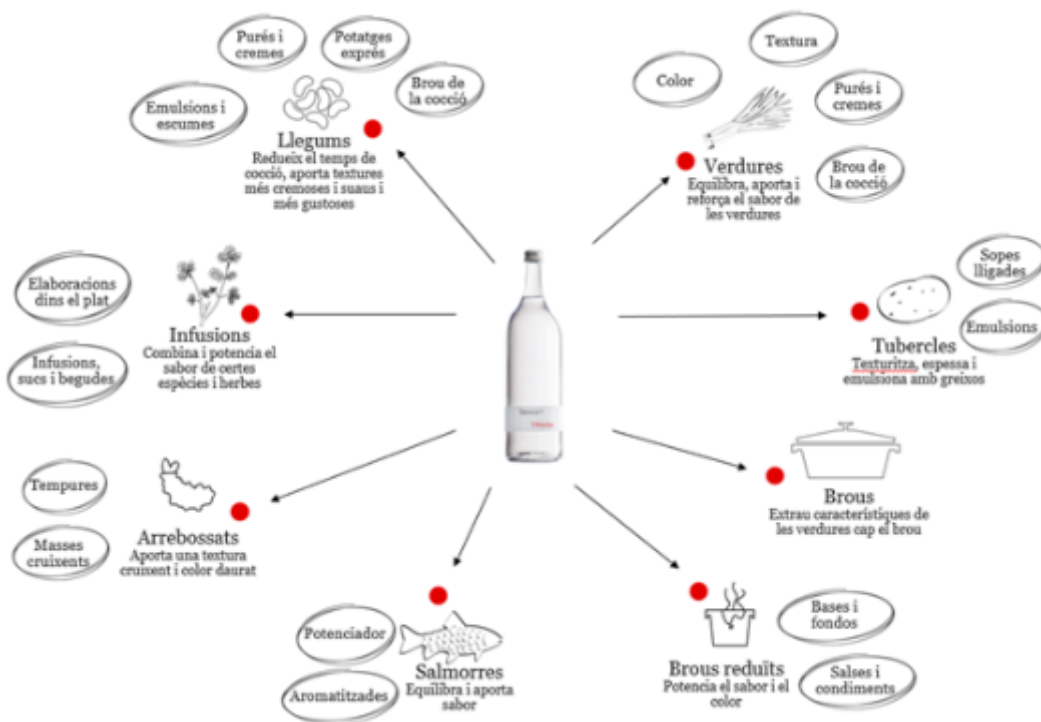 Purés i
cremes
Potatges
exprés
Emulsions i
escumes
Brou de
la cocció
Llegums
Redueix el temps de
cocció, aporta textures
més cremoses i suaus i
més gustoses
Textura
Color
Purés i
cremes
Brou de
la cocció
Verdures
Equilibra, aporta i
reforça el sabor de
les verdures
Elaboracions
dins el plat
Infusions,
sucs i begudes
Infusions
Combina i potencia el
sabor de certes
espècies i herbes
Sopes
lligades
Emulsions
Tubercles
Texturitza, espessa i
emulsiona amb greixos
Tempures
Masses
cruixents
Arrebossats
Aporta una textura
cruixent i color daurat
Brous
Extrau característiques de
les verdures cap el brou
Potenciador
Aromatitzades
Salmorres
Equilibra i aporta
sabor
Bases i
fondos
Salses i
condiments
Brous reduïts
Potencia el sabor i el
color